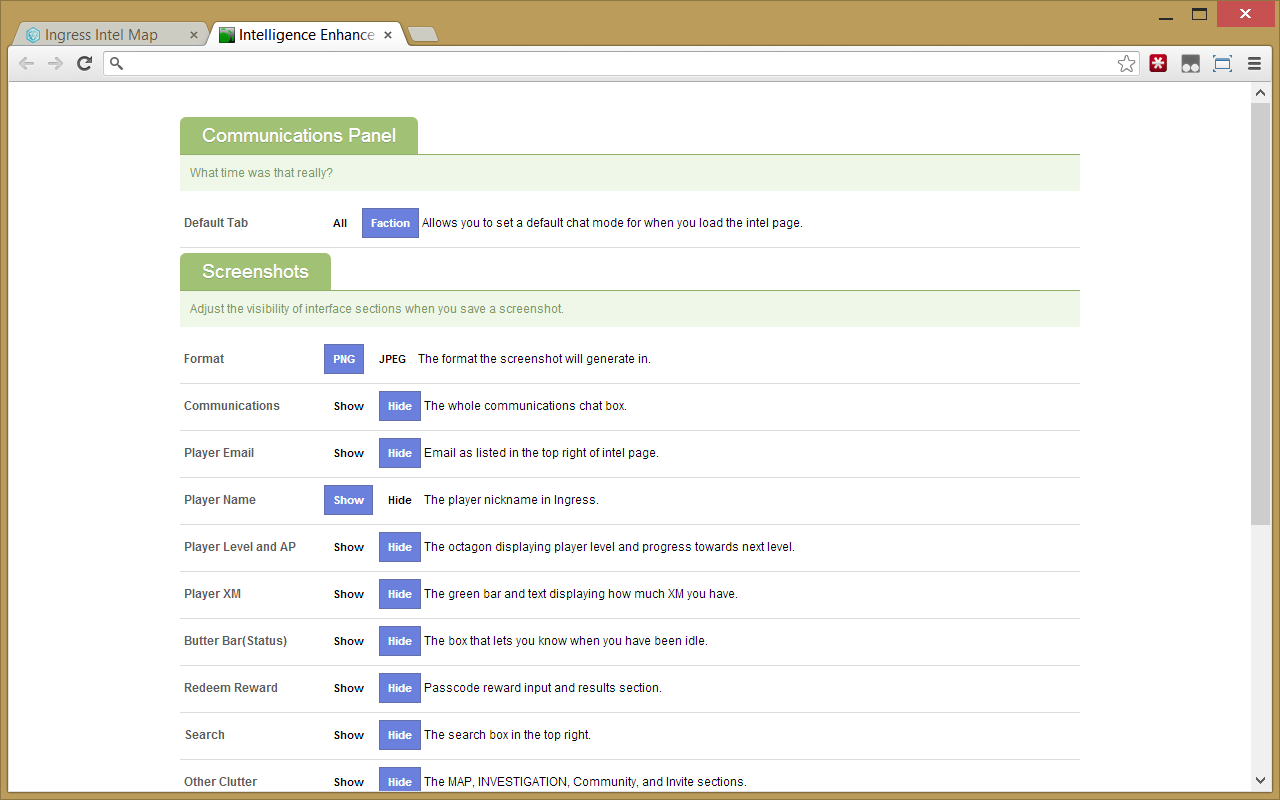 Ingress Intel Map
Intelligence Enhance
Communications Panel
What time was that really?
Default Tab All Faction Allows you to set a default chat mode for when you load the intel page.
Screenshots
Adjust the visibility of interface sections when you save a screenshot.
Format PNG JPEG The format the screenshot will generate in.
Communications Show Hide The whole communications chat box.
Player Email Show Hide Email as listed in the top right of intel page.
Player Name Show Hide The player nickname in Ingress.
Player Level and AP Show Hide The octagon displaying player level and progress towards next level.
Player XM Show Hide The green bar and text displaying how much XM you have.
Butter Bar(Status) Show Hide The box that lets you know when you have been idle.
Redeem Reward Show Hide Passcode reward input and results section.
Search Show Hide The search box in the top right.
Other Clutter Show Hide The MAP, INVESTIGATION, Community, and Invite sections.